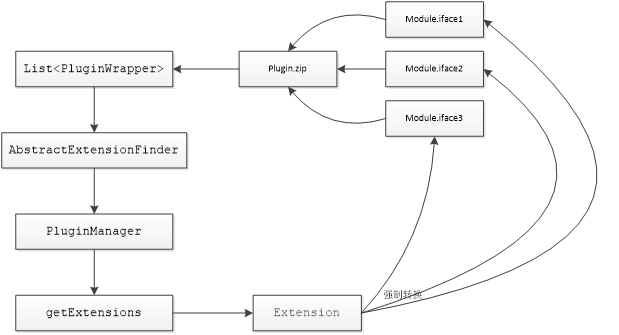 Module.iface1
List<PluginWrapper>
Plugin.zip
Module.iface2
Module.iface3
AbstractExtensionFinder
PluginManager
强制转换
getExtensions
Extension